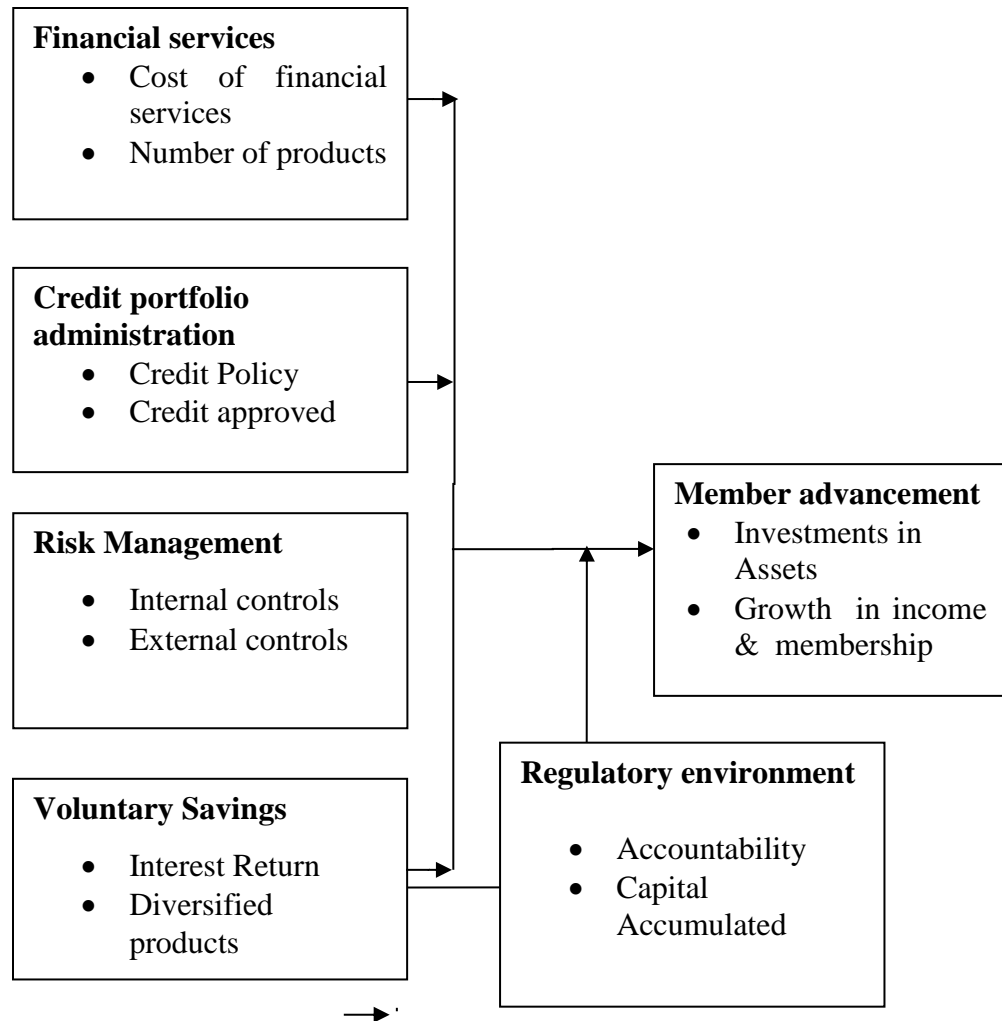 Financial services
• Cost of financial
services
• Number of products
Credit portfolio
administration
• Credit Policy
• Credit approved
Risk Management
• Internal controls
• External controls
Voluntary Savings
• Interest Return
• Diversified
products
Member advancement
• Investments in
Assets
• Growth in income
& membership
Regulatory environment
• Accountability
• Capital
Accumulated